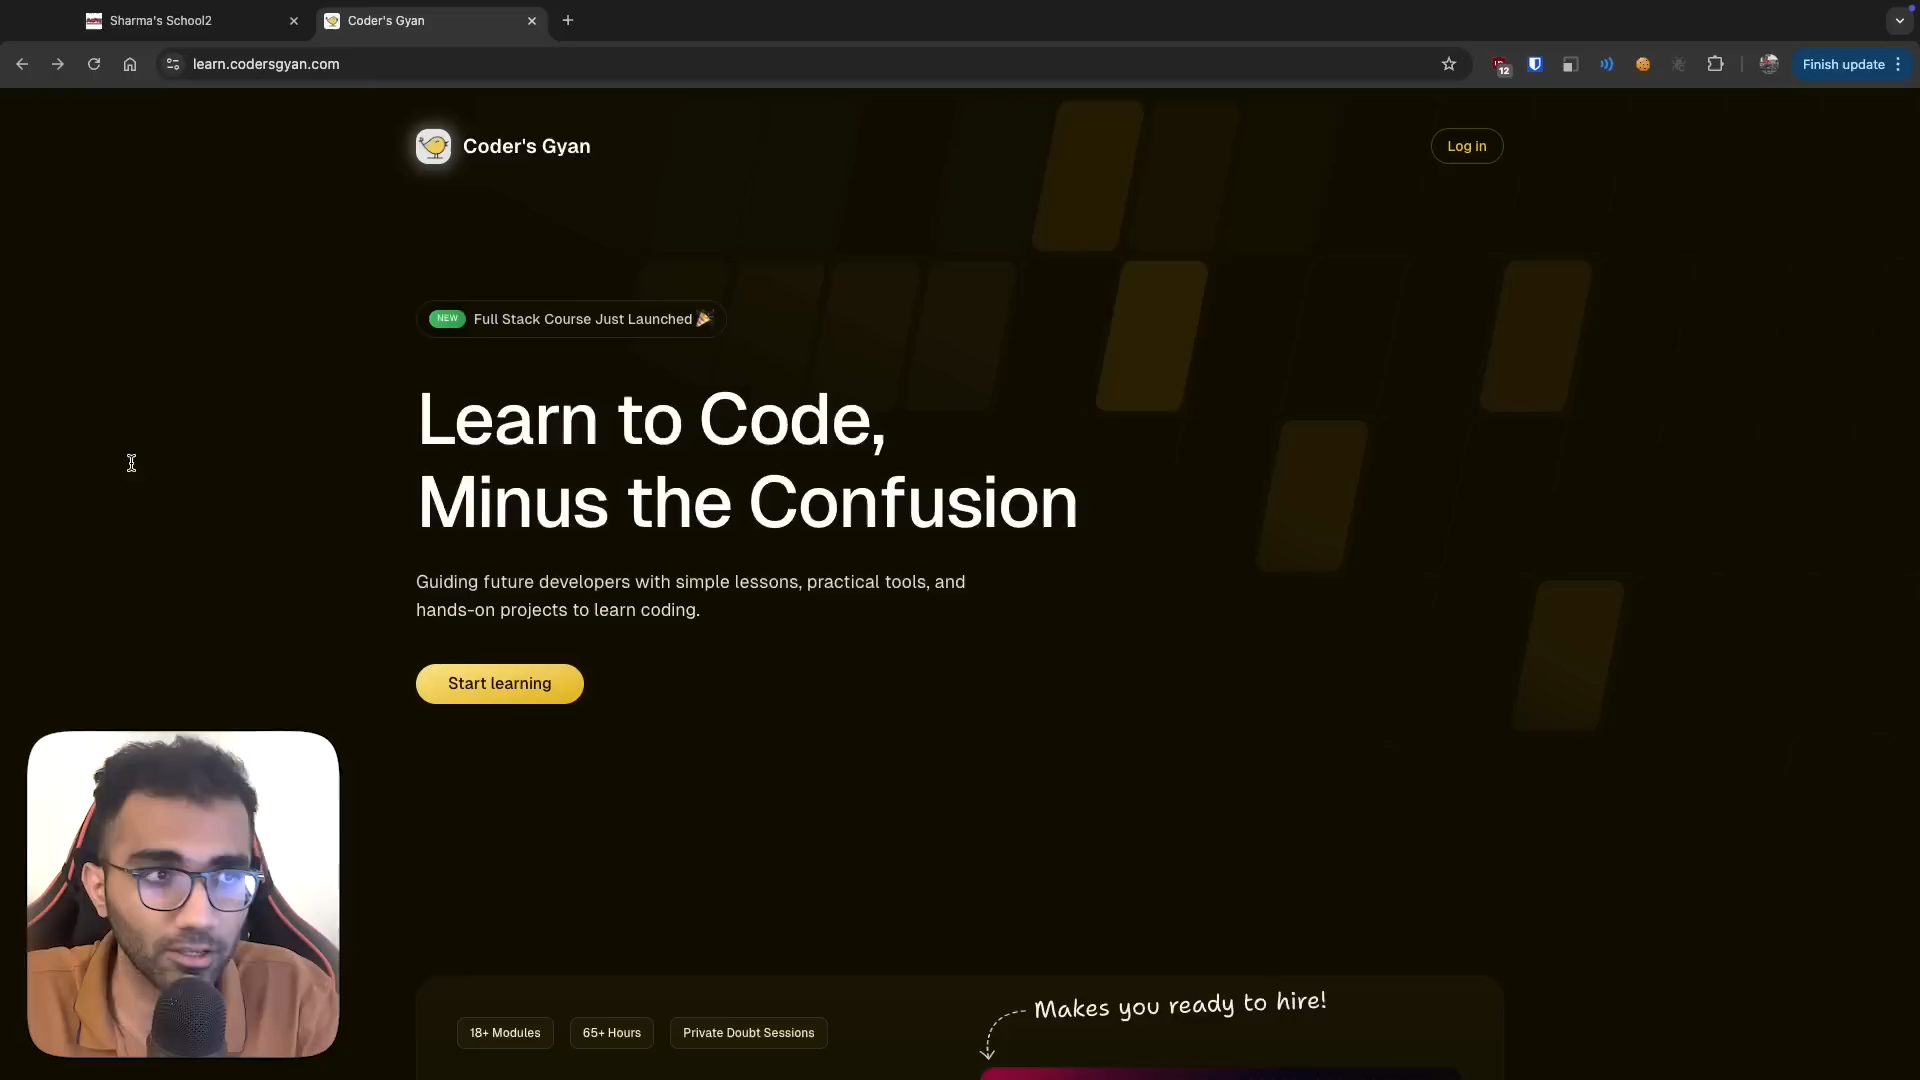 Sharma's School2
Coder's Gyan
learn.codersgyan.com
12
Finish update
Coder's Gyan
Log in
NEW Full Stack Course Just Launched 🎉
Learn to Code,
Minus the Confusion
Guiding future developers with simple lessons, practical tools, and
hands-on projects to learn coding.
Start learning
Makes you ready to hire!
18+ Modules
65+ Hours
Private Doubt Sessions